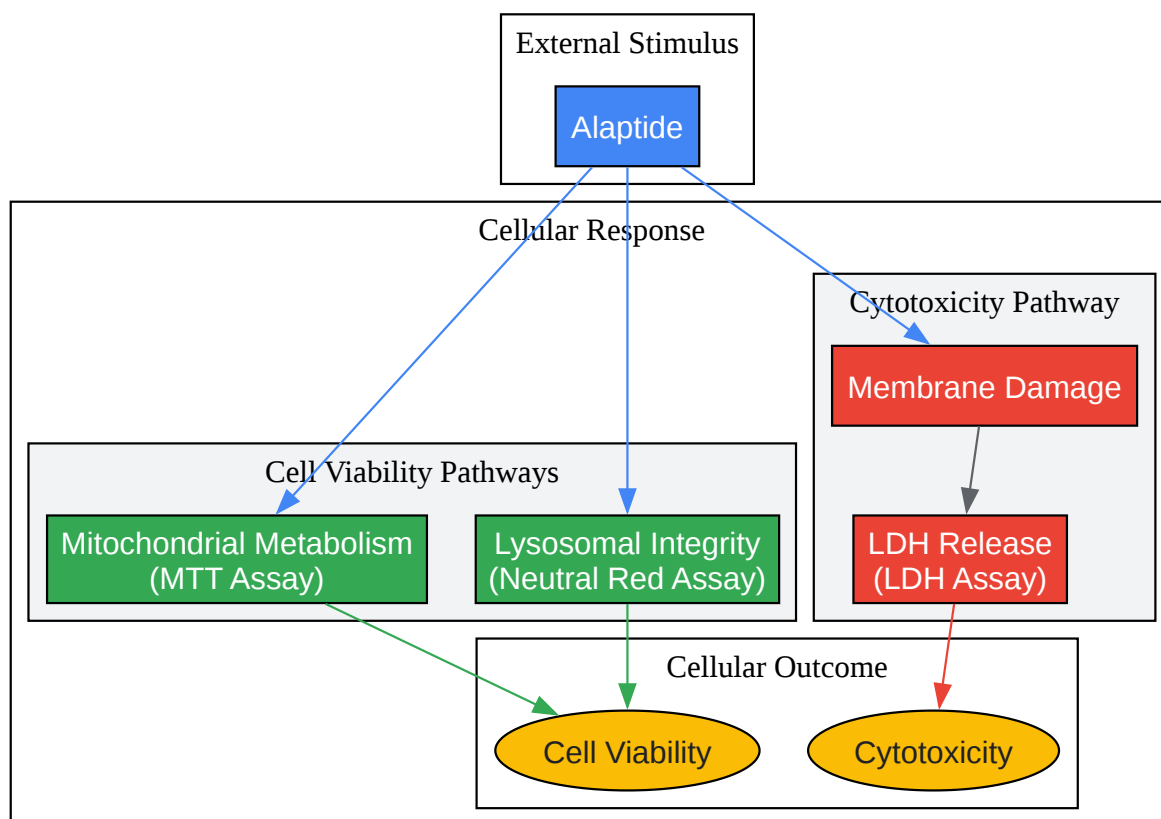 External Stimulus
Alaptide
Cellular Response
Cytotoxicity Pathway
Membrane Damage
Cell Viability Pathways
Mitochondrial Metabolism
(MTT Assay)
Lysosomal Integrity
(Neutral Red Assay)
LDH Release
(LDH Assay)
Cellular Outcome
Cell Viability
Cytotoxicity